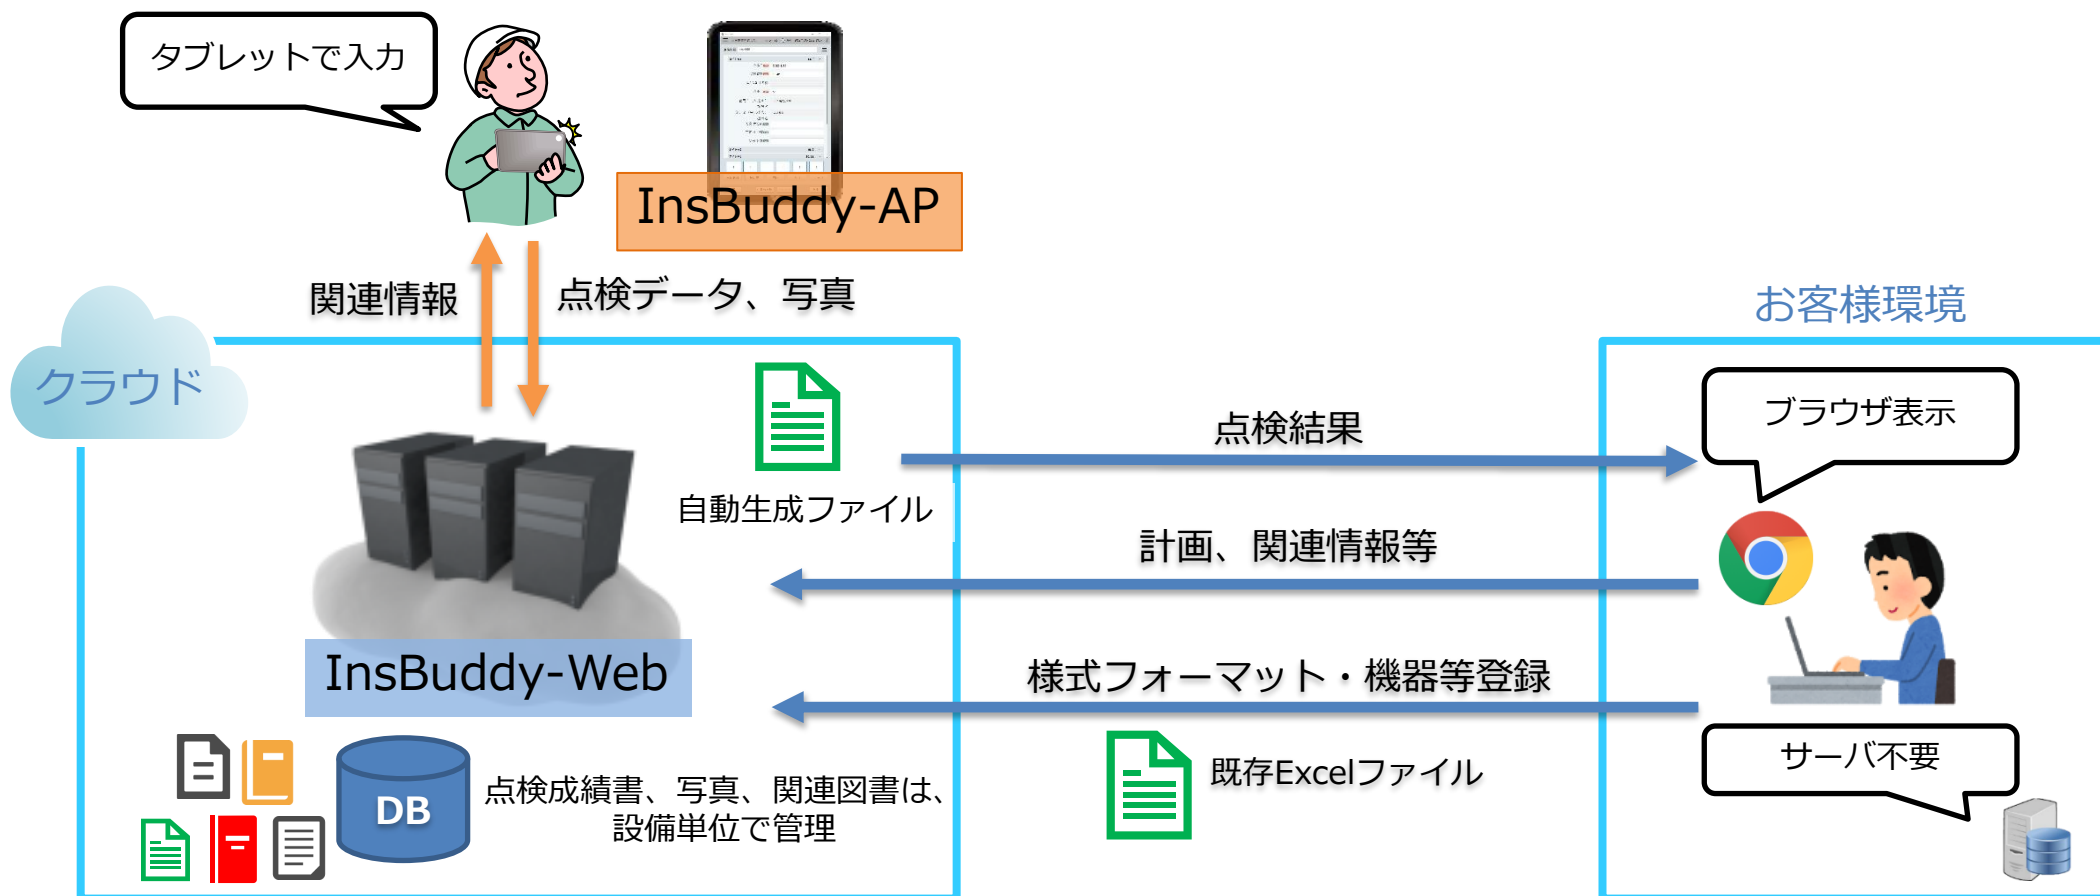 タブレットで入力
InsBuddy-AP
関連情報
点検データ、写真
クラウド
お客様環境
自動生成ファイル
点検結果
ブラウザ表示
計画、関連情報等
InsBuddy-Web
様式フォーマット・機器等登録
既存Excelファイル
サーバ不要
DB
点検成績書、写真、関連図書は、
設備単位で管理